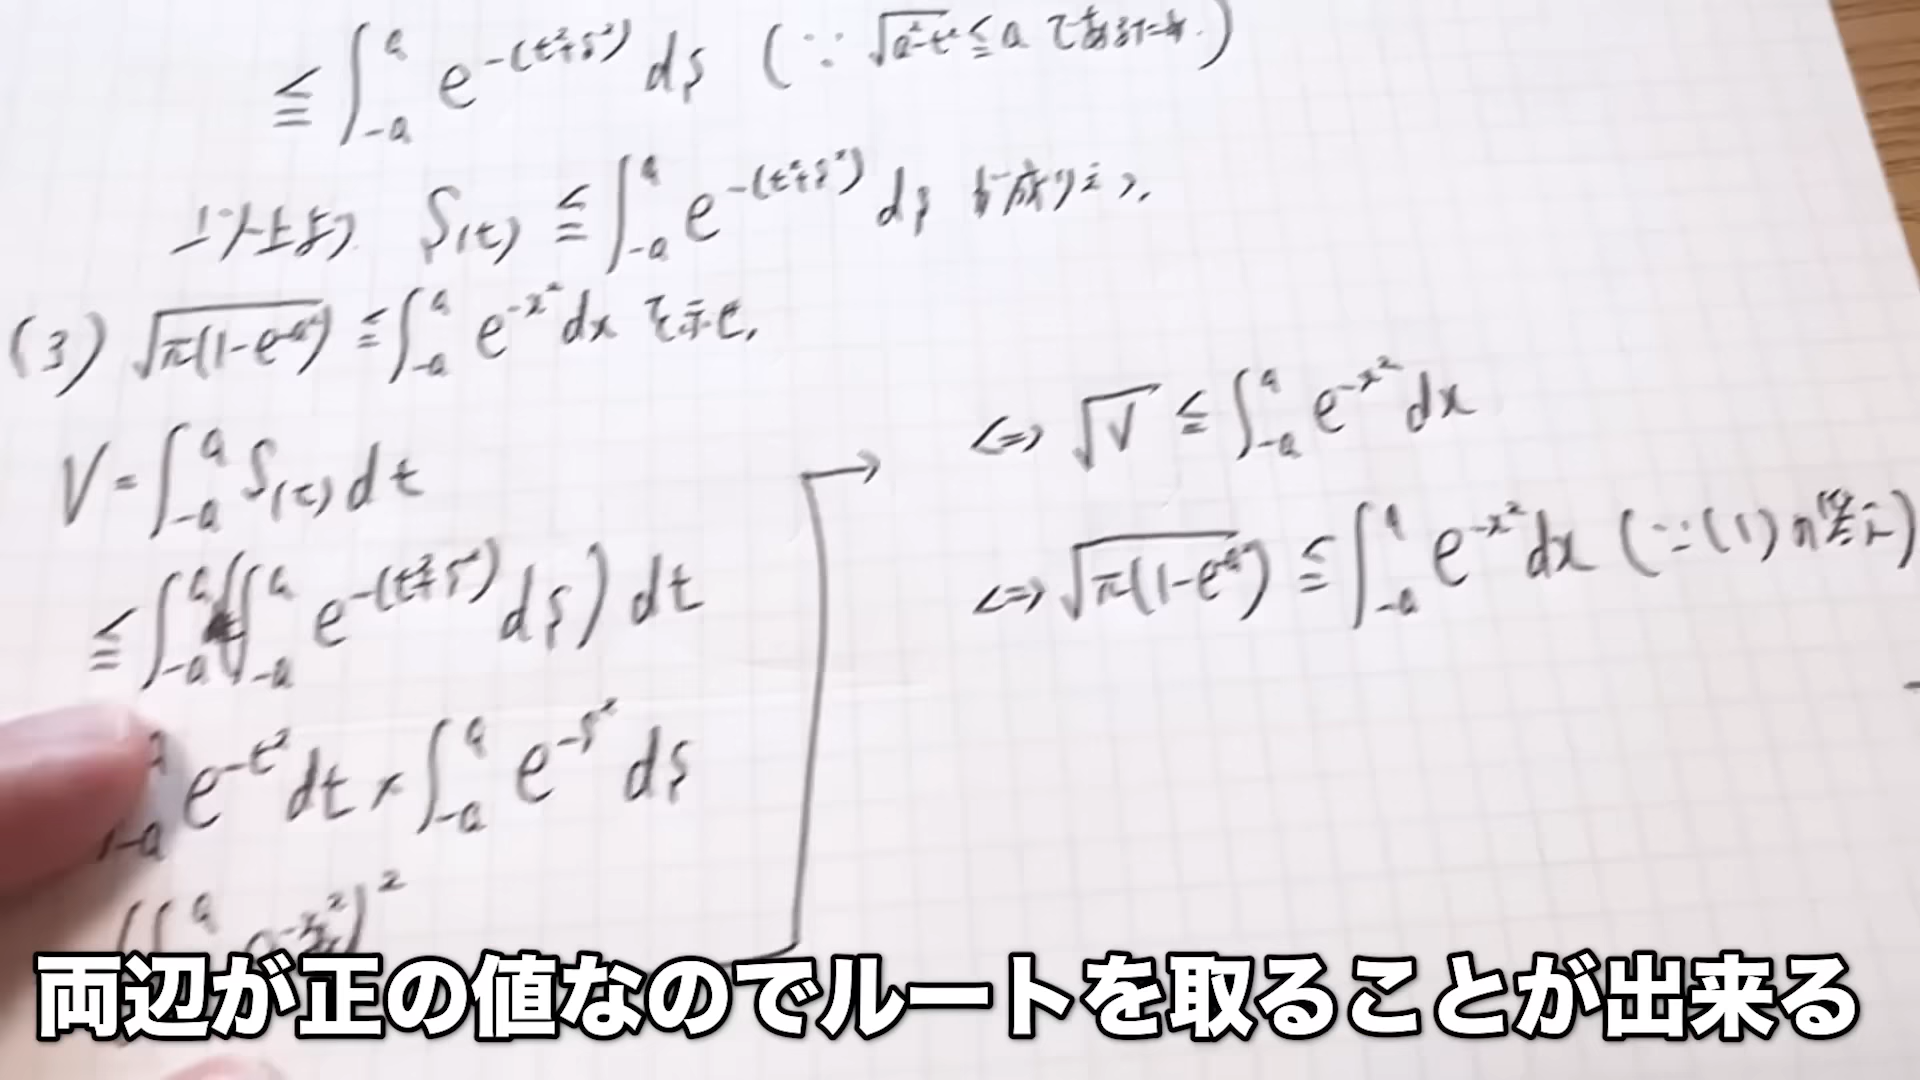 ≦∫_{-a}^{a} e^{-(t²+s²)} ds (∵ √(a²-t²) ≦ a であるため.)
以上より S(t) ≦ ∫_{-a}^{a} e^{-(t²+s²)} ds が成り立つ.
(3) √(π(1-e^{-a²})) ≦ ∫_{-a}^{a} e^{-x²} dx を示せ.
V = ∫_{-a}^{a} S(t) dt
≦ ∫_{-a}^{a} (∫_{-a}^{a} e^{-(t²+s²)} ds) dt
e^{-t²} dt × ∫_{-a}^{a} e^{-s²} ds
⇔ √V ≦ ∫_{-a}^{a} e^{-x²} dx
⇔ √(π(1-e^{-a²})) ≦ ∫_{-a}^{a} e^{-x²} dx (∵ (1)の答え)
両辺が正の値なのでルートを取ることが出来る